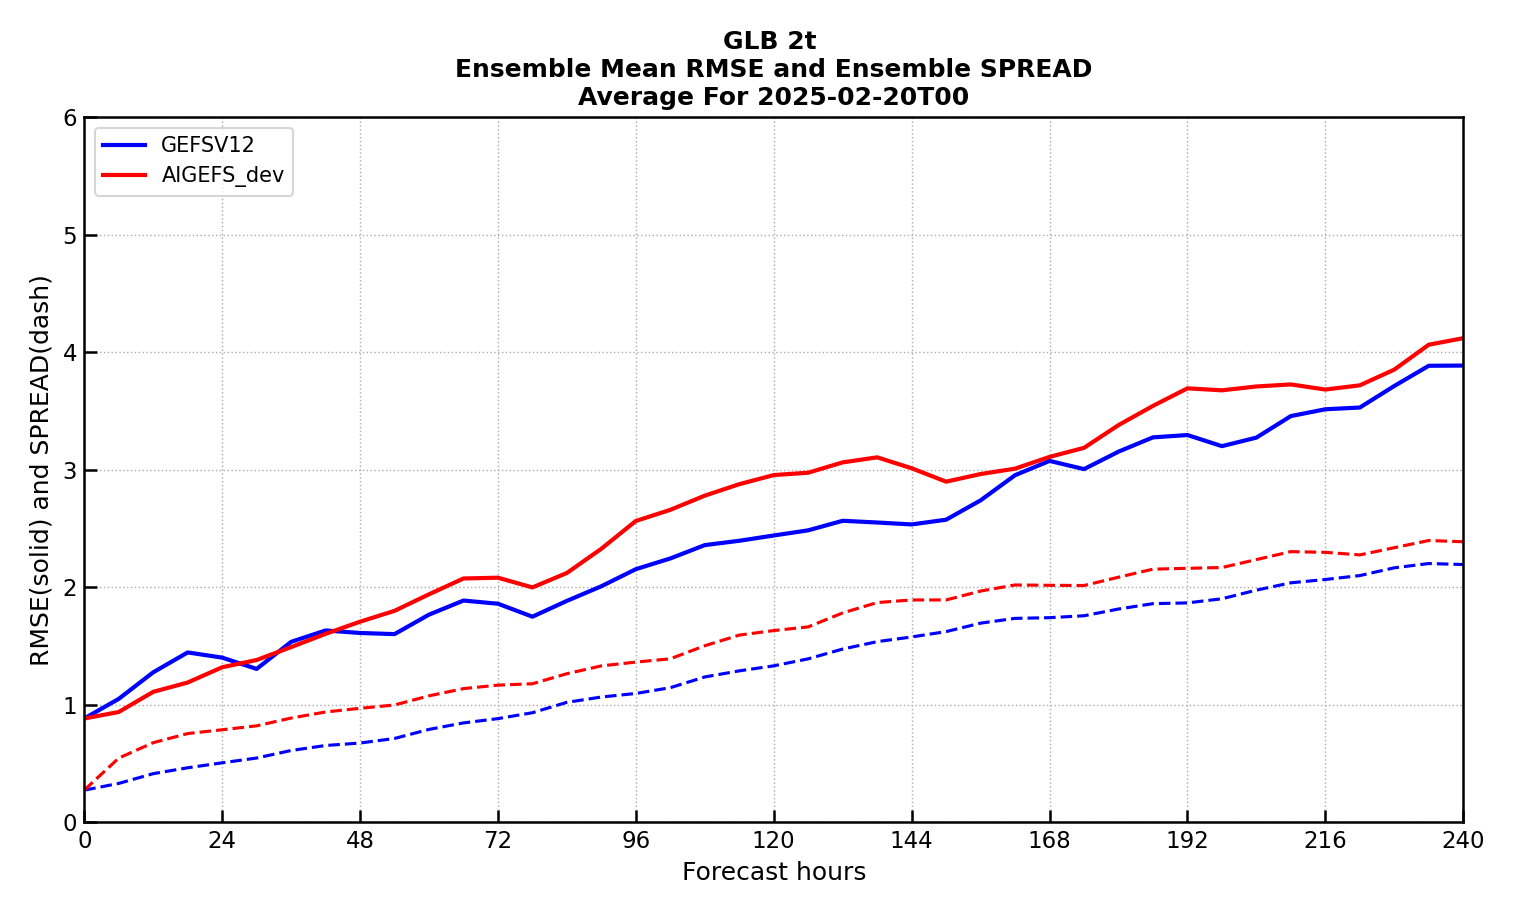 GLB 2t
Ensemble Mean RMSE and Ensemble SPREAD
Average For 2025-02-20T00
GEFSV12
AIGEFS_dev
RMSE(solid) and SPREAD(dash)
6
5
4
3
2
1
0
0 24 48 72 96 120 144 168 192 216 240
Forecast hours